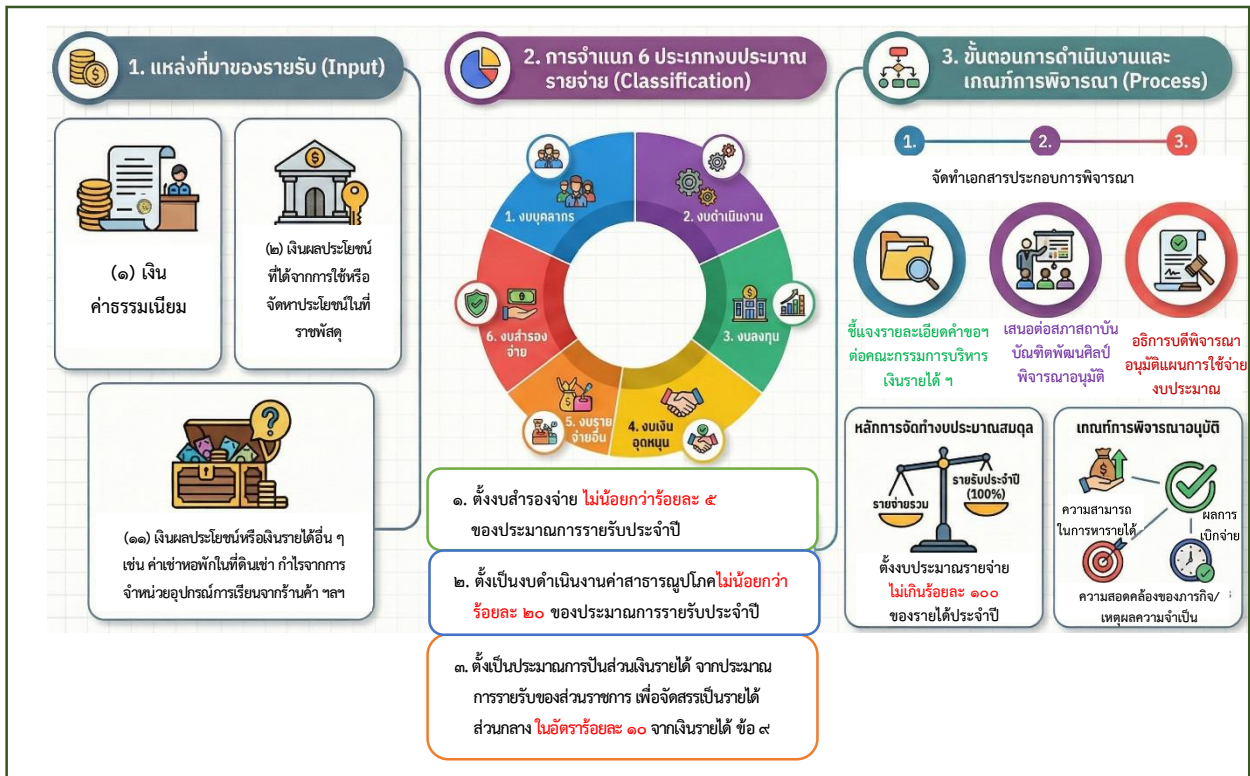 1. แหล่งที่มาของรายรับ (Input)
(๑) เงิน
ค่าธรรมเนียม
(๒) เงินผลประโยชน์
ที่ได้จากการใช้หรือ
จัดหาประโยชน์ในที่
ราชพัสดุ
(๑๑) เงินผลประโยชน์หรือเงินรายได้อื่น ๆ
เช่น ค่าเช่าหอพักในที่ดินเช่า กำไรจากการ
จำหน่ายอุปกรณ์การเรียนจากร้านค้า ฯลฯ
2. การจำแนก 6 ประเภทงบประมาณ
รายจ่าย (Classification)
1. งบบุคลากร
2. งบดำเนินงาน
3. งบลงทุน
4. งบเงิน
อุดหนุน
5. งบราย
จ่ายอื่น
6. งบสำรอง
จ่าย
๑. ตั้งงบสำรองจ่าย ไม่น้อยกว่าร้อยละ ๕
ของประมาณการรายรับประจำปี
๒. ตั้งเป็นงบดำเนินงานค่าสาธารณูปโภคไม่น้อยกว่า
ร้อยละ ๒๐ ของประมาณการรายรับประจำปี
๓. ตั้งเป็นประมาณการปันส่วนเงินรายได้ จากประมาณ
การรายรับของส่วนราชการ เพื่อจัดสรรเป็นรายได้
ส่วนกลาง ในอัตราร้อยละ ๑๐ จากเงินรายได้ ข้อ ๙
3. ขั้นตอนการดำเนินงานและ
เกณฑ์การพิจารณา (Process)
1.
2.
3.
จัดทำเอกสารประกอบการพิจารณา
ชี้แจงรายละเอียดคำขอฯ
ต่อคณะกรรมการบริหาร
เงินรายได้ ฯ
เสนอต่อสภาสถาบัน
บัณฑิตพัฒนศิลป์
พิจารณาอนุมัติ
อธิการบดีพิจารณา
อนุมัติแผนการใช้จ่าย
งบประมาณ
หลักการจัดทำงบประมาณสมดุล
รายจ่ายรวม
รายรับประจำปี
(100%)
ตั้งงบประมาณรายจ่าย
ไม่เกินร้อยละ ๑๐๐
ของรายได้ประจำปี
เกณฑ์การพิจารณาอนุมัติ
ความสามารถ
ในการหารายได้
ผลการ
เบิกจ่าย
ความสอดคล้องของภารกิจ/
เหตุผลความจำเป็น